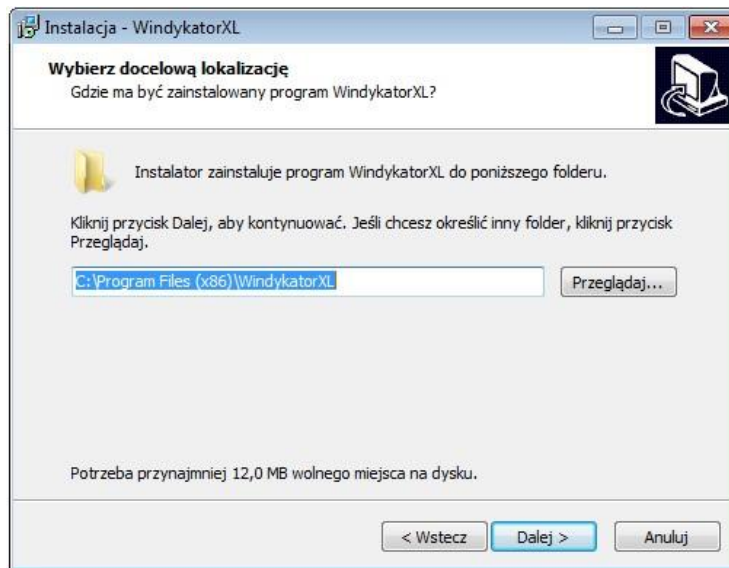 Instalacja - WindykatorXL
Wybierz docelową lokalizację
Gdzie ma być zainstalowany program WindykatorXL?
Instalator zainstaluje program WindykatorXL do poniższego folderu.
Kliknij przycisk Dalej, aby kontynuować. Jeśli chcesz określić inny folder, kliknij przycisk
Przeglądaj.
C:\Program Files (x86)\WindykatorXL
Przeglądaj...
Potrzeba przynajmniej 12,0 MB wolnego miejsca na dysku.
< Wstecz
Dalej >
Anuluj